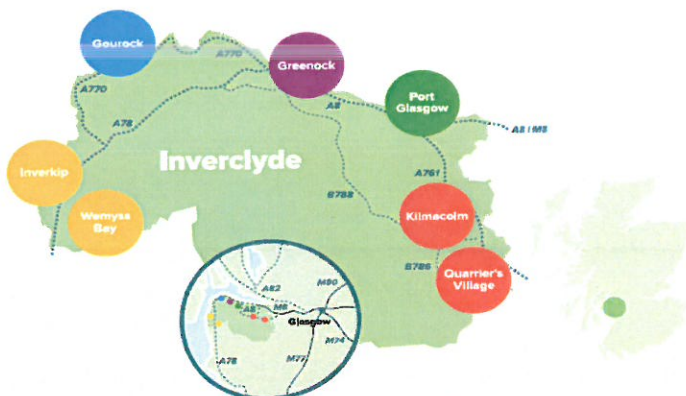 Gourock
A770
Greenock
A770
A8
Port
Glasgow
A78
A8 / M8
Inverclyde
A761
Inverkip
B788
Wemyss
Bay
Kilmacolm
B786
Quarrier's
Village
A82
M80
M8
A8
Glasgow
M74
A78
M77